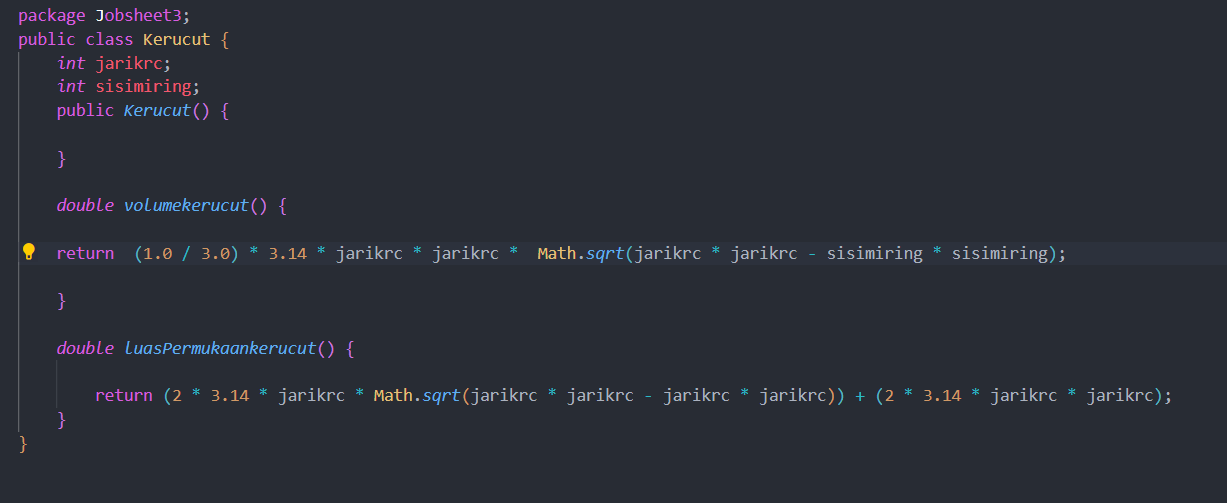 package Jobsheet3;
public class Kerucut {
    int jarikrc;
    int sisimiring;
    public Kerucut() {

    }

    double volumekerucut() {

    return  (1.0 / 3.0) * 3.14 * jarikrc * jarikrc *  Math.sqrt(jarikrc * jarikrc - sisimiring * sisimiring);

    }

    double luasPermukaankerucut() {

        return (2 * 3.14 * jarikrc * Math.sqrt(jarikrc * jarikrc - jarikrc * jarikrc)) + (2 * 3.14 * jarikrc * jarikrc);
    }
}